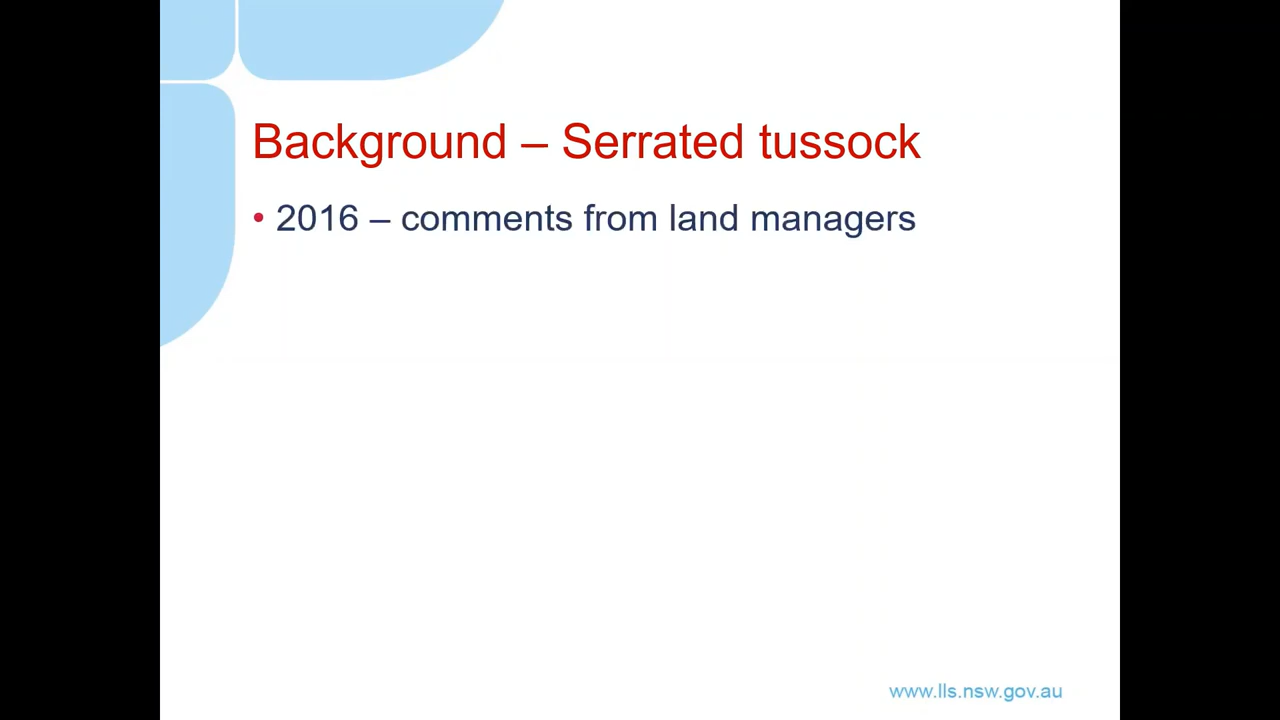 Background – Serrated tussock
• 2016 – comments from land managers
www.lls.nsw.gov.au